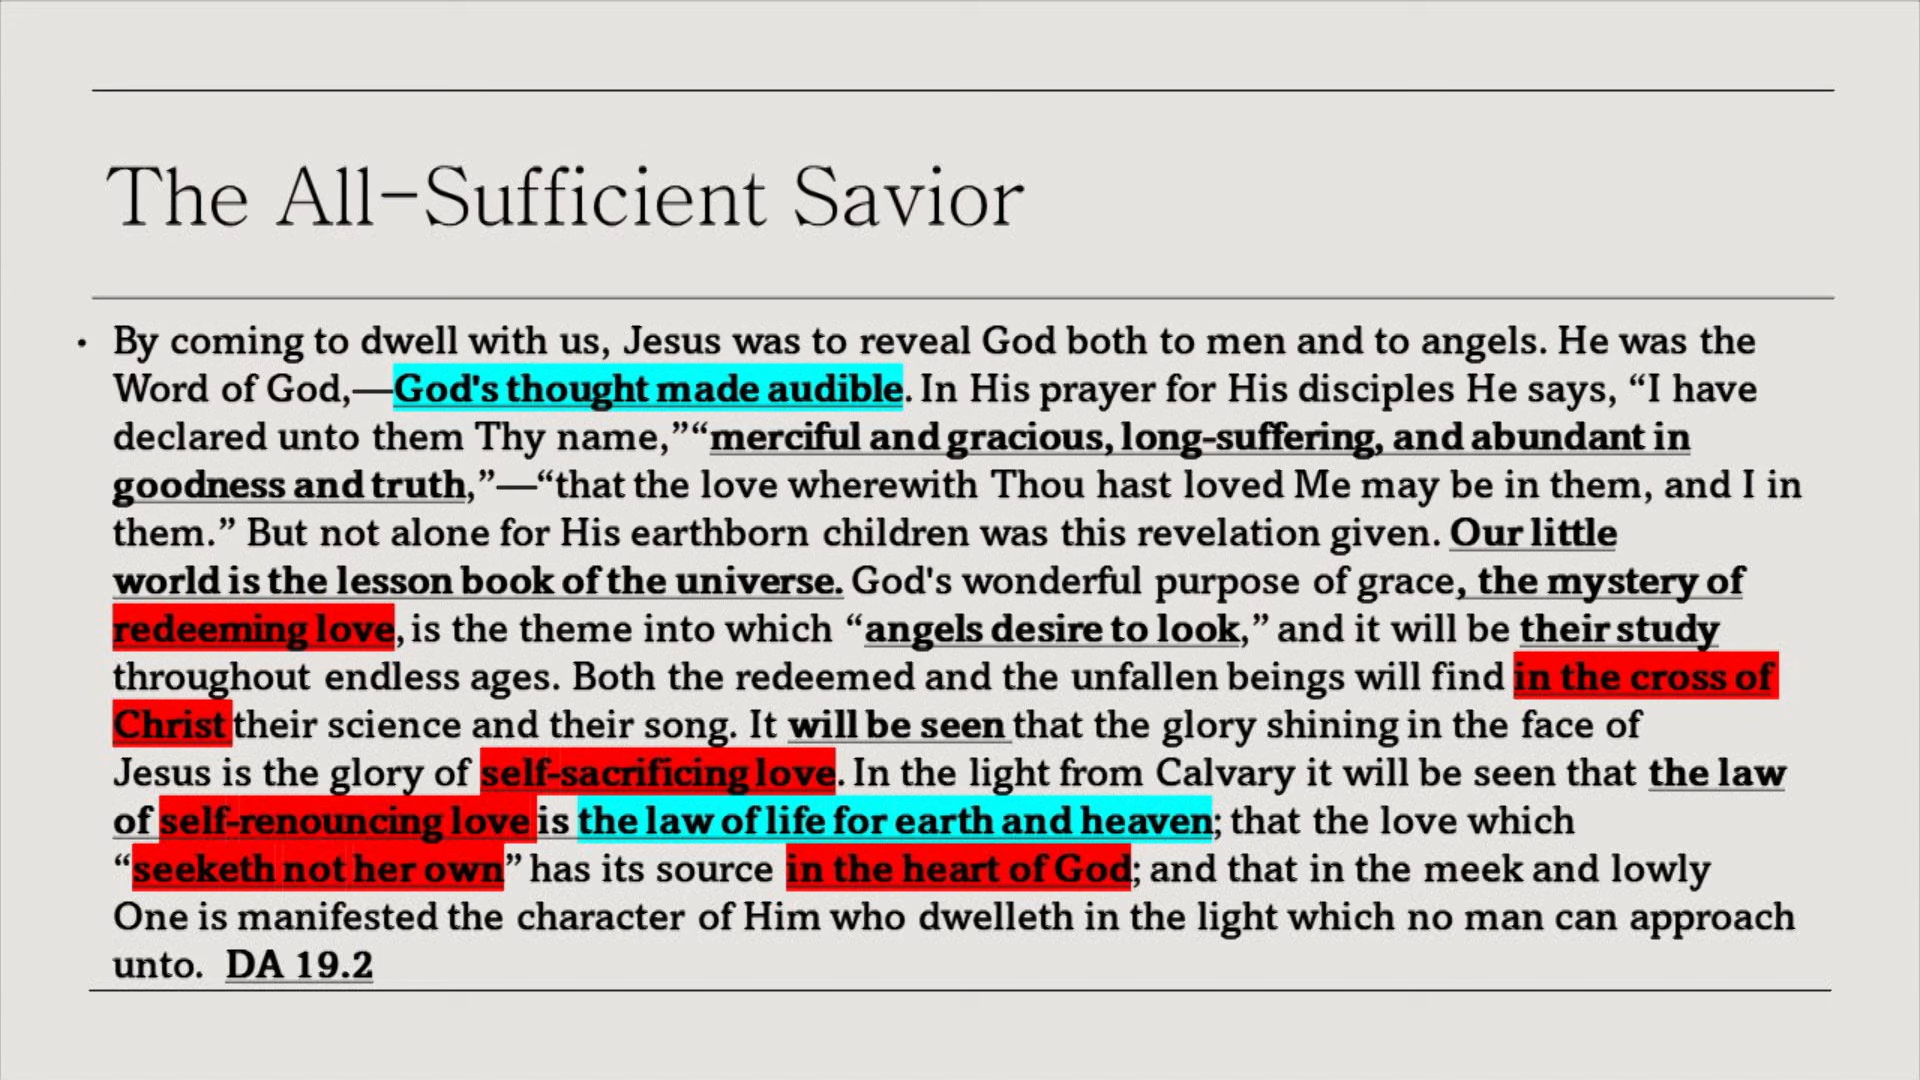 The All-Sufficient Savior
• By coming to dwell with us, Jesus was to reveal God both to men and to angels. He was the
Word of God,—God's thought made audible. In His prayer for His disciples He says, “I have
declared unto them Thy name,”“merciful and gracious, long-suffering, and abundant in
goodness and truth,”—“that the love wherewith Thou hast loved Me may be in them, and I in
them.” But not alone for His earthborn children was this revelation given. Our little
world is the lesson book of the universe. God's wonderful purpose of grace, the mystery of
redeeming love, is the theme into which “angels desire to look,” and it will be their study
throughout endless ages. Both the redeemed and the unfallen beings will find in the cross of
Christ their science and their song. It will be seen that the glory shining in the face of
Jesus is the glory of self-sacrificing love. In the light from Calvary it will be seen that the law
of self-renouncing love is the law of life for earth and heaven; that the love which
“seeketh not her own” has its source in the heart of God; and that in the meek and lowly
One is manifested the character of Him who dwelleth in the light which no man can approach
unto. DA 19.2